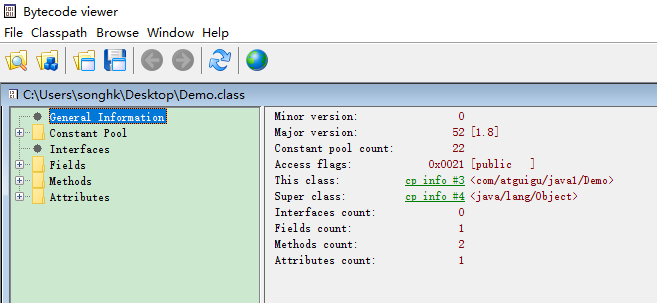 Bytecode viewer
File Classpath Browse Window Help
C:\Users\songhk\Desktop\Demo.class
General Information
Constant Pool
Interfaces
Fields
Methods
Attributes
Minor version: 0
Major version: 52 [1.8]
Constant pool count: 22
Access flags: 0x0021 [public ]
This class: cp info #3 <com/atguigu/java1/Demo>
Super class: cp info #4 <java/lang/Object>
Interfaces count: 0
Fields count: 1
Methods count: 2
Attributes count: 1